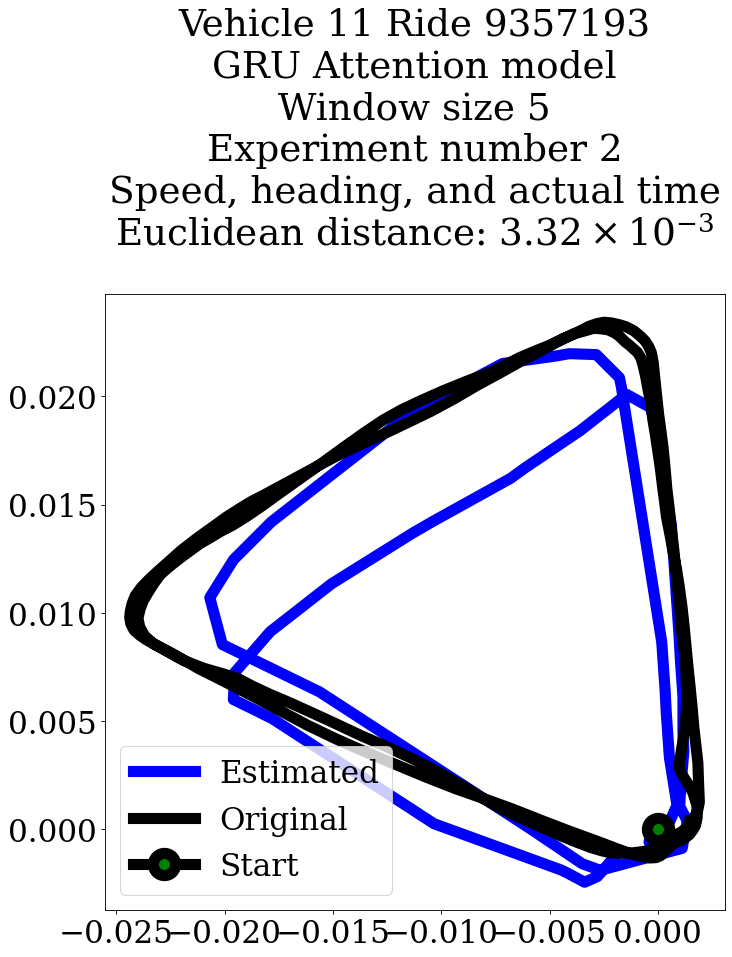 Vehicle 11 Ride 9357193
GRU Attention model
Window size 5
Experiment number 2
Speed, heading, and actual time
Euclidean distance: 3.32 × 10⁻³
0.020
0.015
0.010
0.005
0.000
Estimated
Original
Start
−0.025 −0.020 −0.015 −0.010 −0.005 0.000